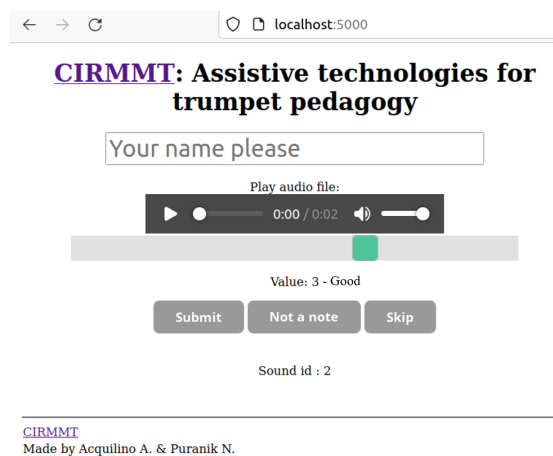 localhost:5000
CIRMMT: Assistive technologies for
trumpet pedagogy
Your name please
Play audio file:
0:00 / 0:02
Value: 3 - Good
Submit
Not a note
Skip
Sound id : 2
CIRMMT
Made by Acquilino A. & Puranik N.